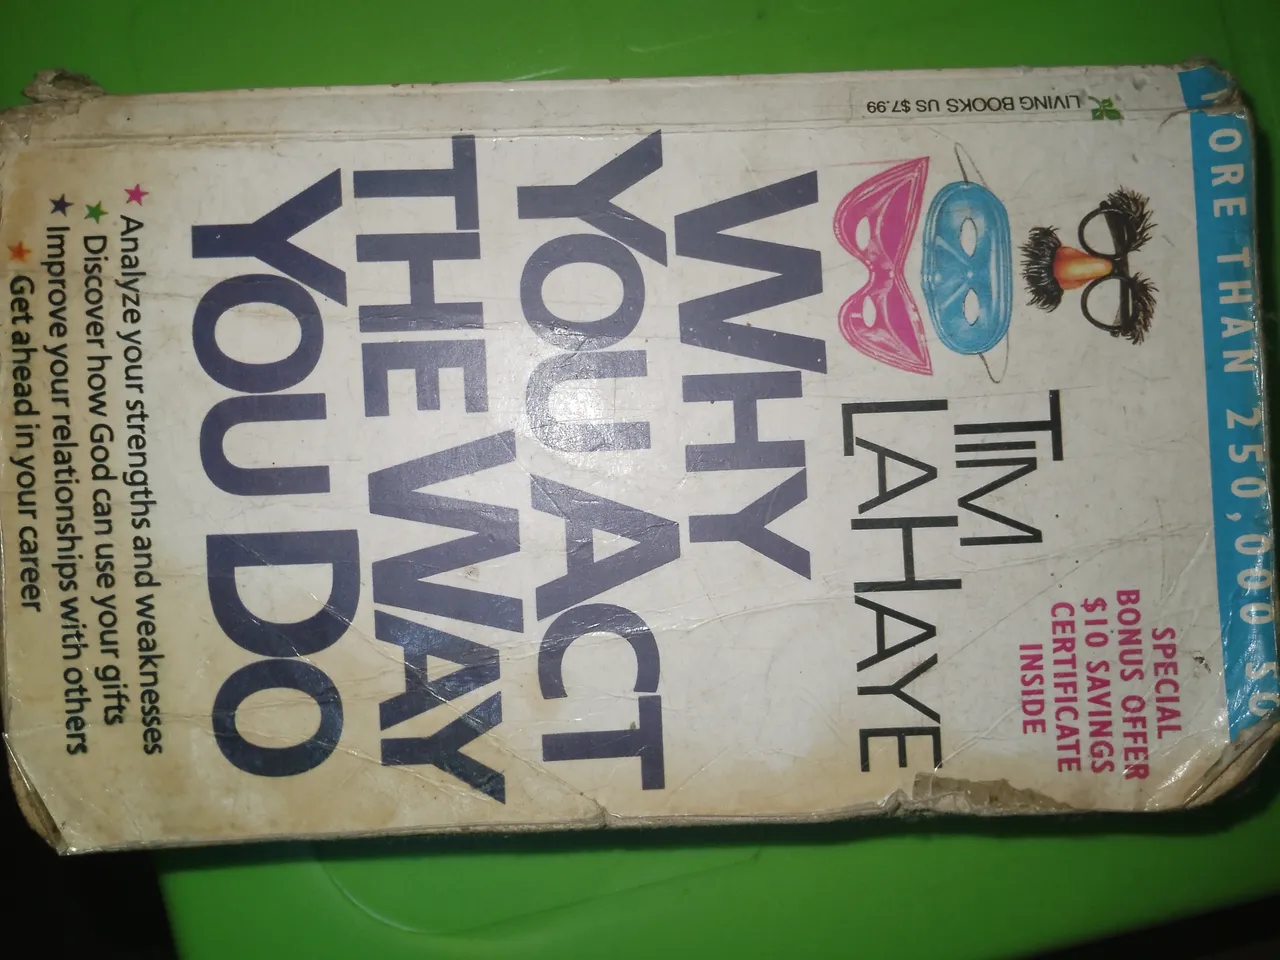 MORE THAN 250,000 SO
LIVING BOOKS US $7.99
SPECIAL
BONUS OFFER
$10 SAVINGS
CERTIFICATE
INSIDE
TIM
LAHAYE
WHY
YOU ACT
THE WAY
YOU DO
Analyze your strengths and weaknesses
Discover how God can use your gifts
Improve your relationships with others
Get ahead in your career